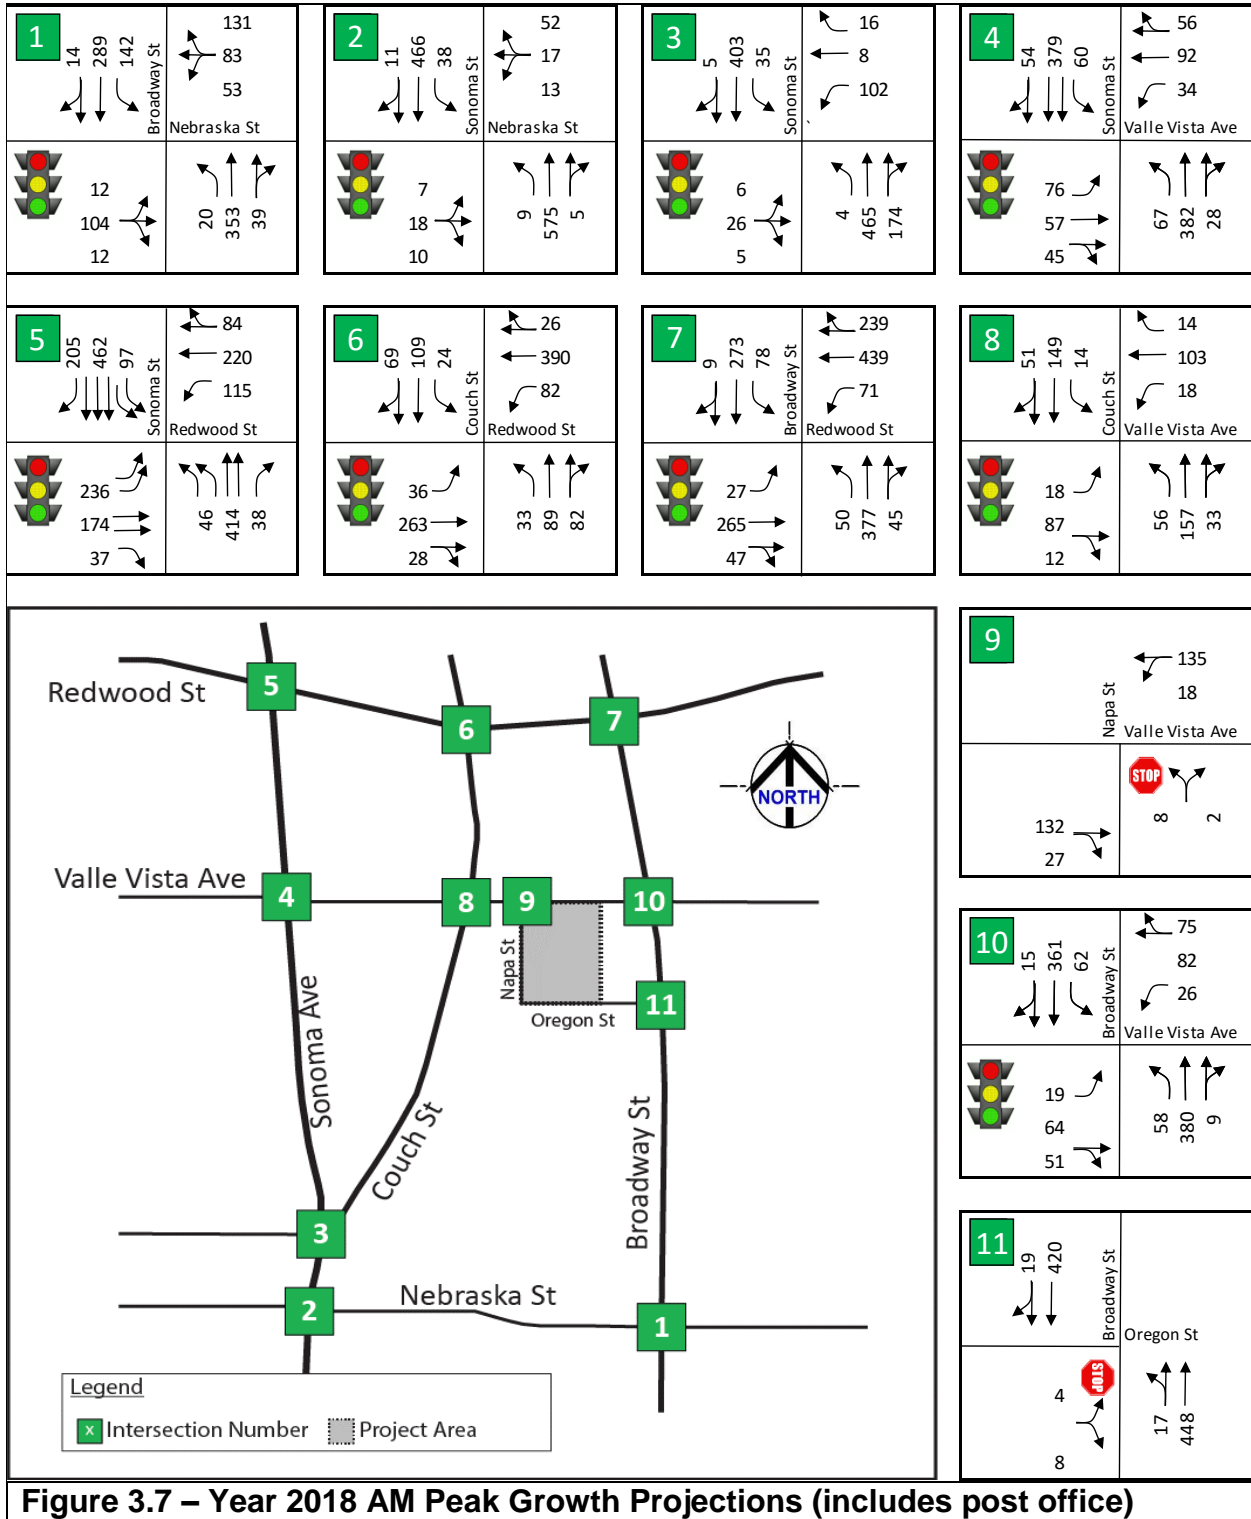 1
14 289 142
Broadway St
131
83
53
Nebraska St
12
104
12
20 353 39
2
11 466 38
Sonoma St
52
17
13
Nebraska St
7
18
10
9 575 5
3
5 403 35
Sonoma St
16
8
102
6
26
5
4 465 174
4
54 379 60
Sonoma St
56
92
34
Valle Vista Ave
76
57
45
67 382 28
5
205 462 97
Sonoma St
84
220
115
Redwood St
236
174
37
46 414 38
6
69 109 24
Couch St
26
390
82
Redwood St
36
263
28
33 89 82
7
9 273 78
Broadway St
239
439
71
Redwood St
27
265
47
50 377 45
8
51 149 14
Couch St
14
103
18
Valle Vista Ave
18
87
12
56 157 33
Redwood St
5
6
7
NORTH
Valle Vista Ave
4
8
9
10
Napa St
Oregon St
11
Sonoma Ave
Couch St
Broadway St
3
2
Nebraska St
1
Legend
x Intersection Number
Project Area
9
Napa St
135
18
Valle Vista Ave
132
27
STOP
8 2
10
15 361 62
Broadway St
75
82
26
Valle Vista Ave
19
64
51
58 380 9
11
19 420
Broadway St
Oregon St
4
STOP
8
17 448
Figure 3.7 – Year 2018 AM Peak Growth Projections (includes post office)